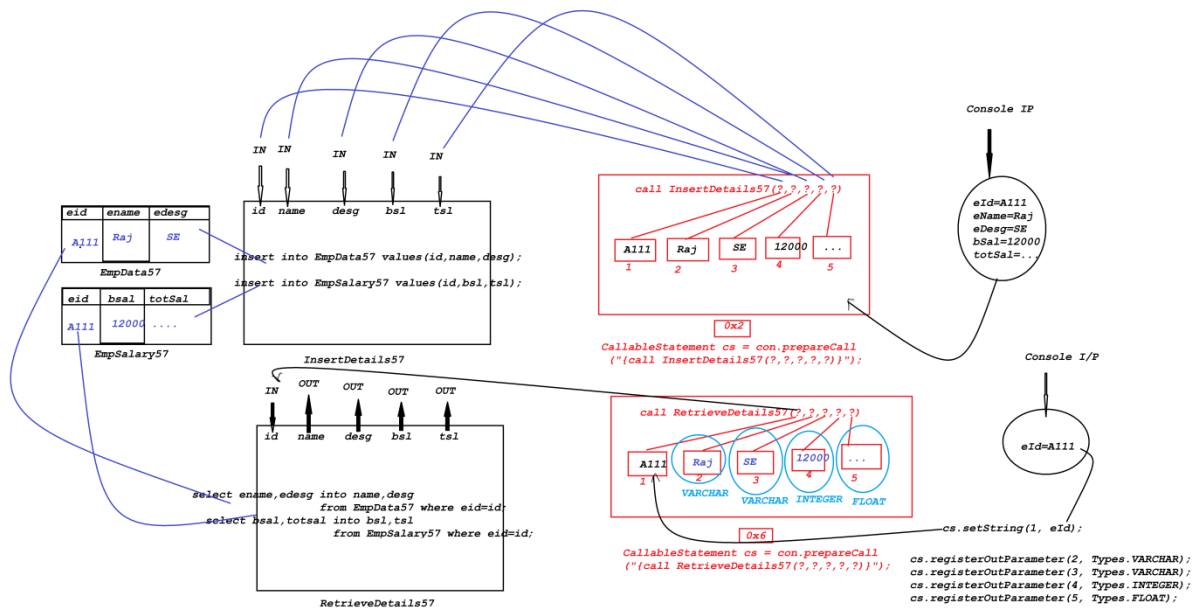 Console IP
IN IN IN IN IN
call InsertDetails57(?,?,?,?,?)
eId=A111
eName=Raj
eDesg=SE
bSal=12000
totSal=...
eid ename edesg
A111 Raj SE
EmpData57
id name desg bsl tsl
insert into EmpData57 values(id,name,desg);
insert into EmpSalary57 values(id,bsl,tsl);
A111 Raj SE 12000 ...
1 2 3 4 5
eid bsal totSal
A111 12000 ....
EmpSalary57
InsertDetails57
0x2
CallableStatement cs = con.prepareCall
("{call InsertDetails57(?,?,?,?,?)}");
Console I/P
IN OUT OUT OUT OUT
call RetrieveDetails57(?,?,?,?,?)
id name desg bsl tsl
eId=A111
A111 Raj SE 12000 ...
1 2 3 4 5
VARCHAR VARCHAR INTEGER FLOAT
select ename,edesg into name,desg
from EmpData57 where eid=id;
sclect bsal,totsal into bsl,tsl
from EmpSalary57 where eid=id;
cs.setString(1, eId);
0x6
CallableStatement cs = con.prepareCall
("{call RetrieveDetails57(?,?,?,?,?)}");
cs.registerOutParameter(2, Types.VARCHAR);
cs.registerOutParameter(3, Types.VARCHAR);
cs.registerOutParameter(4, Types.INTEGER);
cs.registerOutParameter(5, Types.FLOAT);
RetrieveDetails57